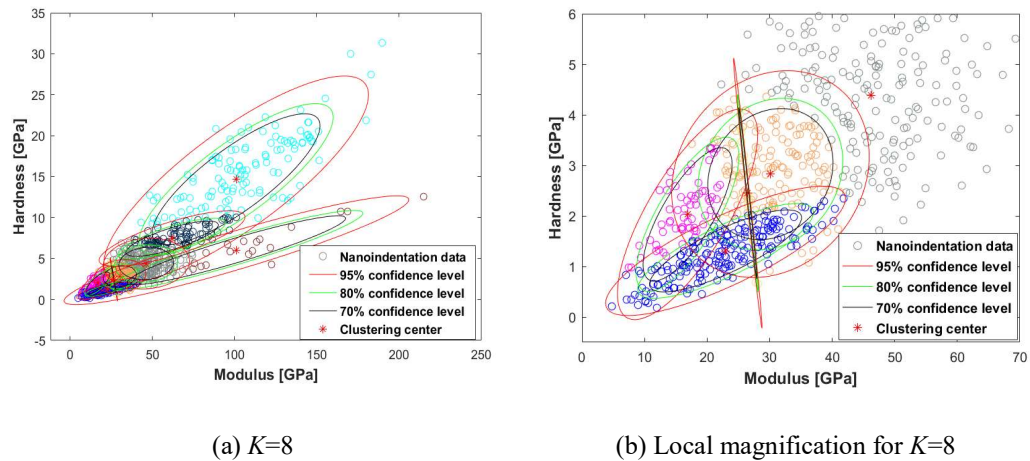 35
30
25
20
15
10
5
0
-5
Hardness [GPa]
0 50 100 150 200 250
Modulus [GPa]
Nanoindentation data
95% confidence level
80% confidence level
70% confidence level
Clustering center
(a) K=8
6
5
4
3
2
1
0
Hardness [GPa]
0 10 20 30 40 50 60 70
Modulus [GPa]
Nanoindentation data
95% confidence level
80% confidence level
70% confidence level
Clustering center
(b) Local magnification for K=8